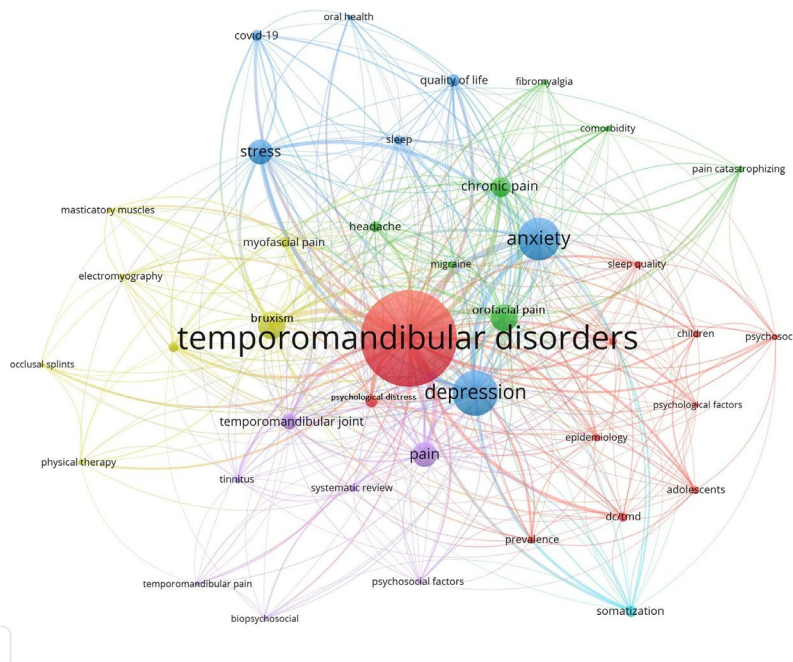 oral health
covid-19
quality of life
fibromyalgia
comorbidity
sleep
stress
pain catastrophizing
chronic pain
masticatory muscles
headache
anxiety
myofascial pain
migraine
sleep quality
electromyography
orofacial pain
bruxism
temporomandibular disorders
children
psychosoc
occlusal splints
depression
psychological distress
psychological factors
temporomandibular joint
epidemiology
pain
physical therapy
tinnitus
systematic review
adolescents
dc/tmd
prevalence
temporomandibular pain
psychosocial factors
somatization
biopsychosocial